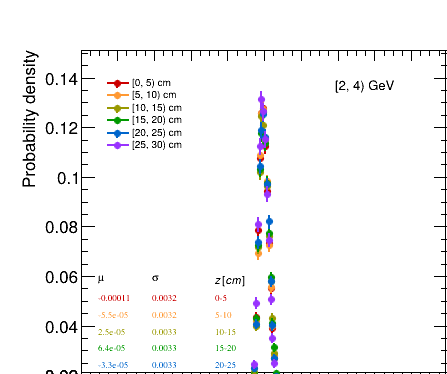 Probability density
0.14
0.12
0.1
0.08
0.06
0.04
[2, 4) GeV
[0, 5) cm
[5, 10) cm
[10, 15) cm
[15, 20) cm
[20, 25) cm
[25, 30) cm
μ σ z [cm]
-0.00011 0.0032 0-5
-5.5e-05 0.0032 5-10
2.5e-05 0.0033 10-15
6.4e-05 0.0033 15-20
-3.3e-05 0.0033 20-25